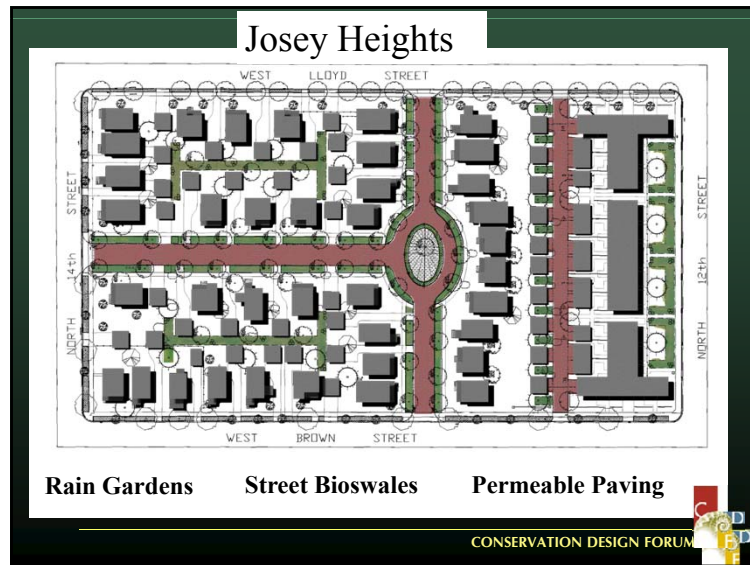 Josey Heights
WEST LLOYD STREET
NORTH 14th STREET
NORTH 12th STREET
WEST BROWN STREET
Rain Gardens Street Bioswales Permeable Paving
CONSERVATION DESIGN FORUM
C
D
F